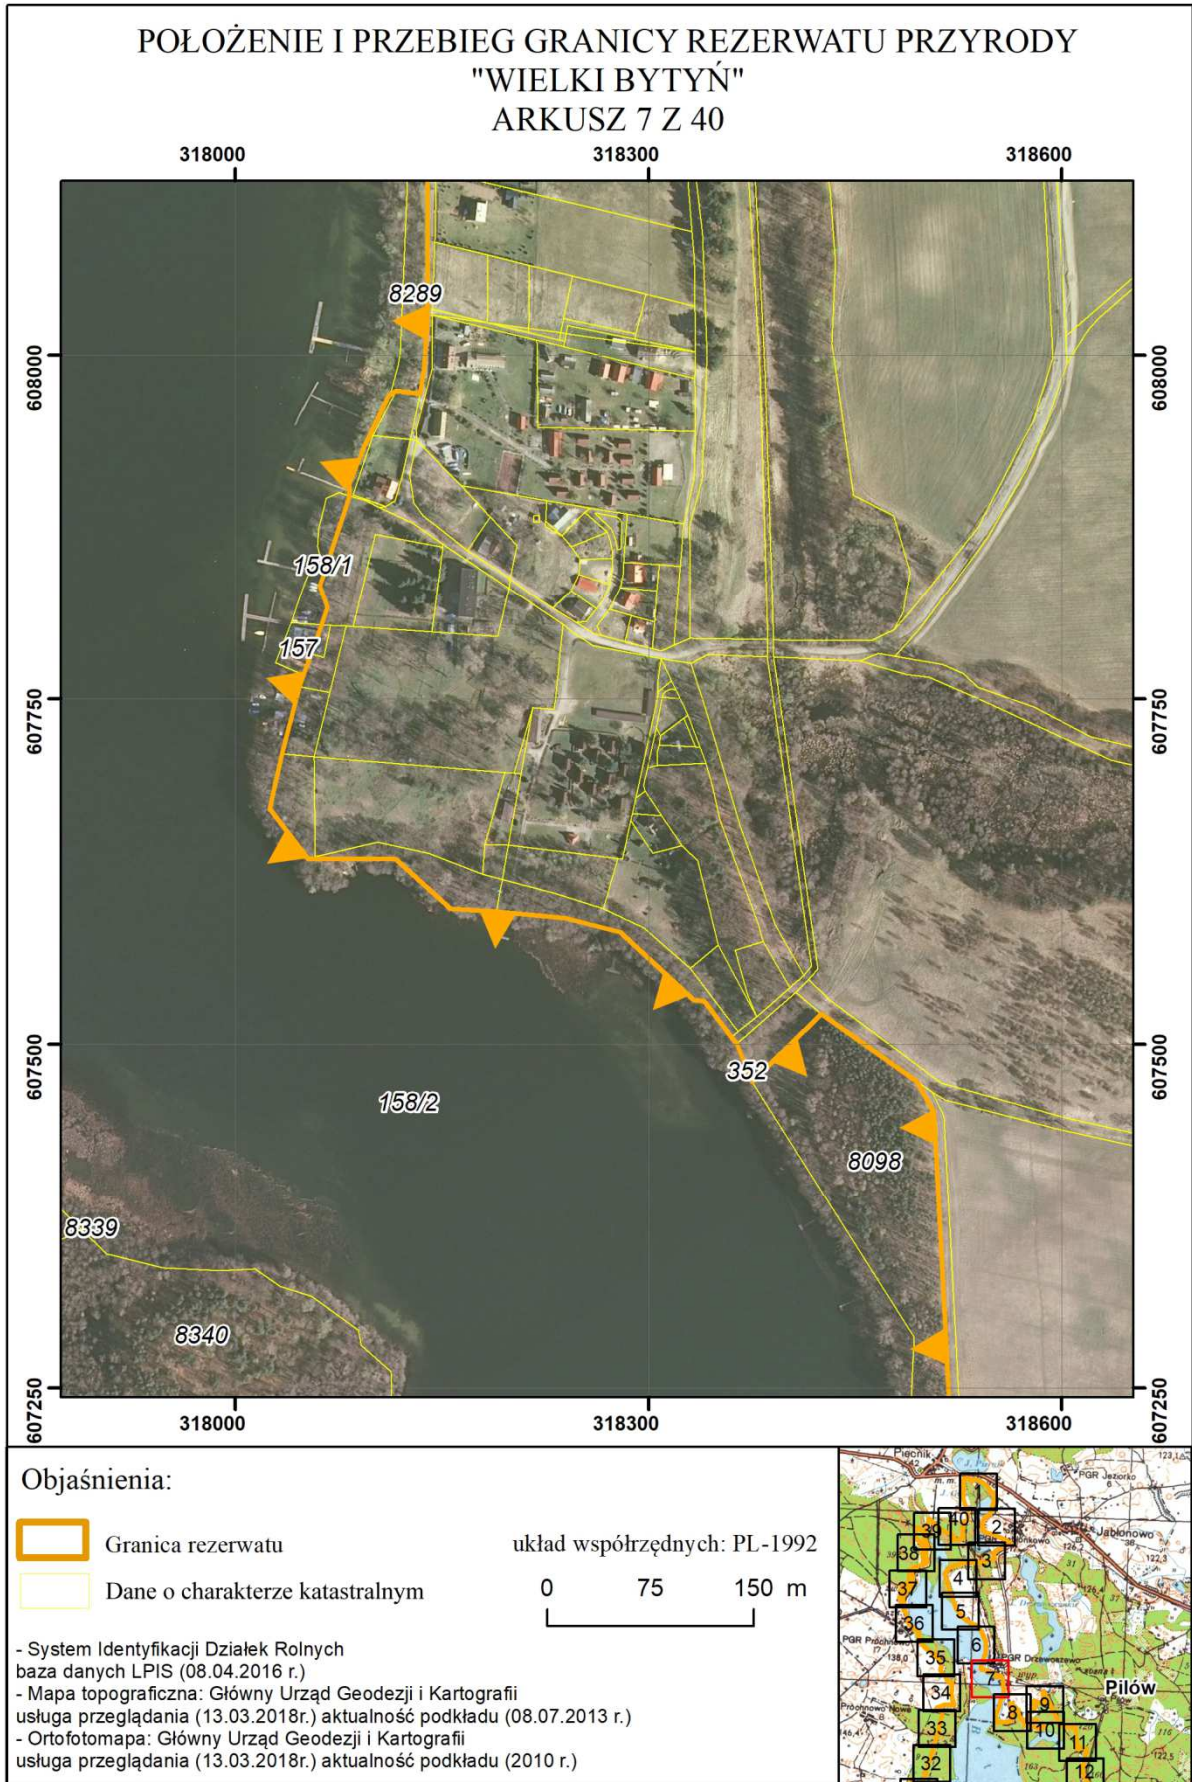 POŁOŻENIE I PRZEBIEG GRANICY REZERWATU PRZYRODY
"WIELKI BYTYŃ"
ARKUSZ 7 Z 40
318000 318300 318600
8289
608000 608000
158/1
157
607750 607750
607500 607500
352
158/2
8098
8339
8340
607250 607250
318000 318300 318600
Objaśnienia:
Granica rezerwatu
Dane o charakterze katastralnym
układ współrzędnych: PL-1992
0 75 150 m
- System Identyfikacji Działek Rolnych
baza danych LPIS (08.04.2016 r.)
- Mapa topograficzna: Główny Urząd Geodezji i Kartografii
usługa przeglądania (13.03.2018r.) aktualność podkładu (08.07.2013 r.)
- Ortofotomapa: Główny Urząd Geodezji i Kartografii
usługa przeglądania (13.03.2018r.) aktualność podkładu (2010 r.)
Piecnik
PGR Jeziorko
1
40 2
39
Jabłonowo
38 3
4
37
5
36
6
PGR Drzewoszewo
35
7
34
Pilów
8 9
33 10
11
32 12